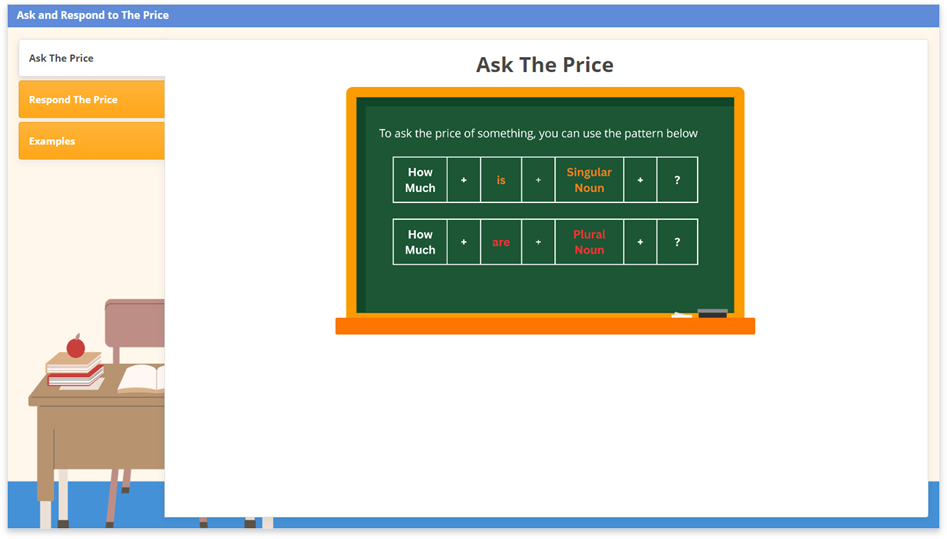 Ask and Respond to The Price
Ask The Price
Respond The Price
Examples
Ask The Price
To ask the price of something, you can use the pattern below
How Much + is + Singular Noun + ?
How Much + are + Plural Noun + ?